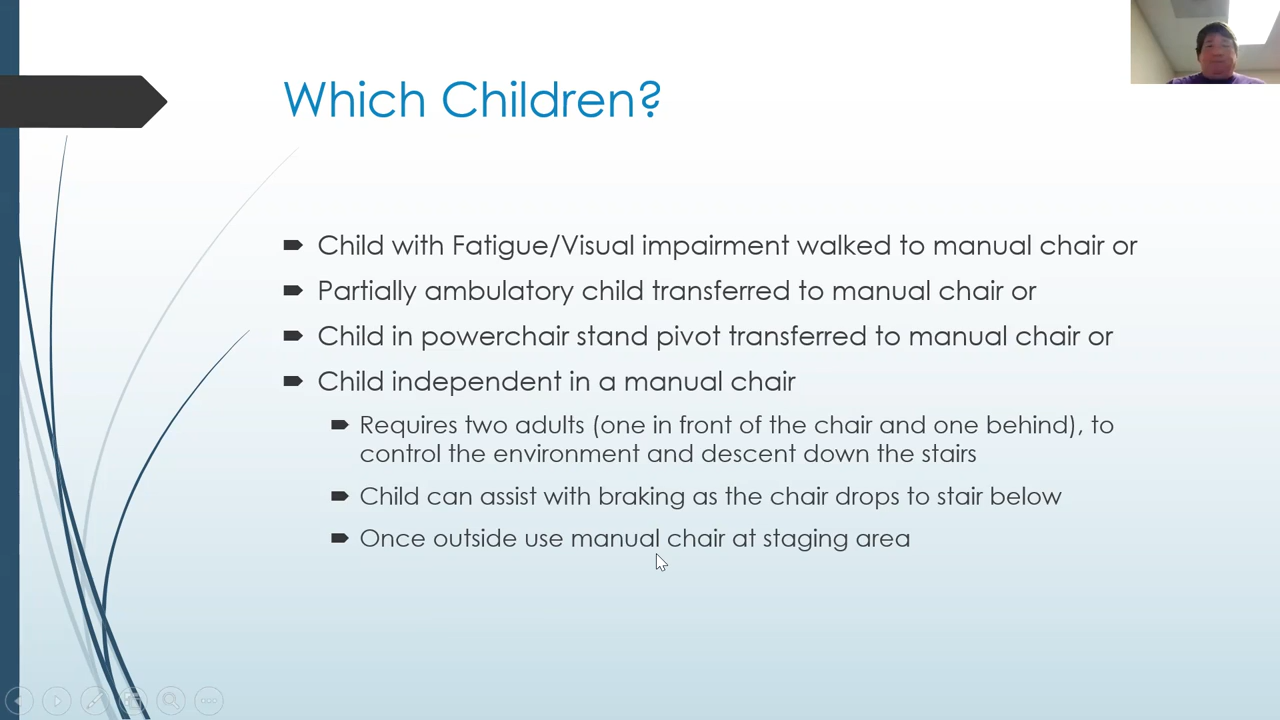 Which Children?
Child with Fatigue/Visual impairment walked to manual chair or
Partially ambulatory child transferred to manual chair or
Child in powerchair stand pivot transferred to manual chair or
Child independent in a manual chair
Requires two adults (one in front of the chair and one behind), to
control the environment and descent down the stairs
Child can assist with braking as the chair drops to stair below
Once outside use manual chair at staging area